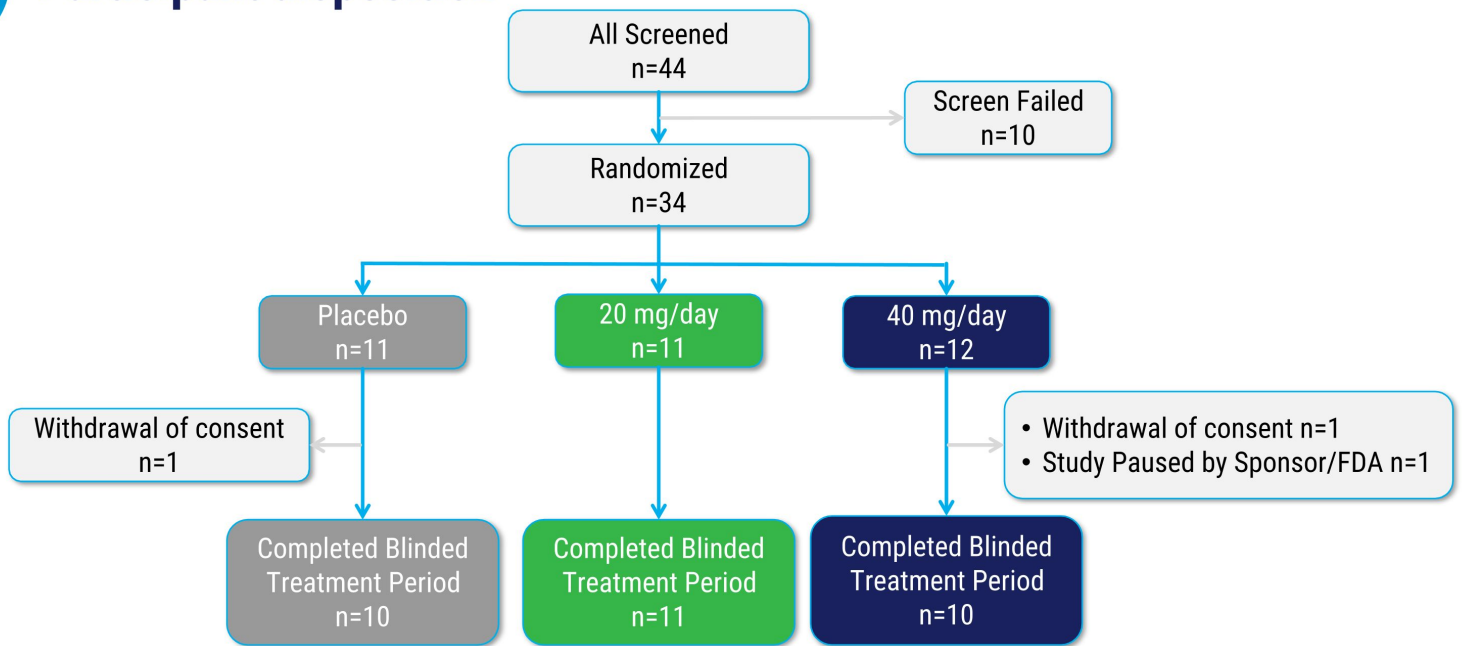 All Screened
n=44
Screen Failed
n=10
Randomized
n=34
Placebo
n=11
20 mg/day
n=11
40 mg/day
n=12
Withdrawal of consent
n=1
• Withdrawal of consent n=1
• Study Paused by Sponsor/FDA n=1
Completed Blinded
Treatment Period
n=10
Completed Blinded
Treatment Period
n=11
Completed Blinded
Treatment Period
n=10